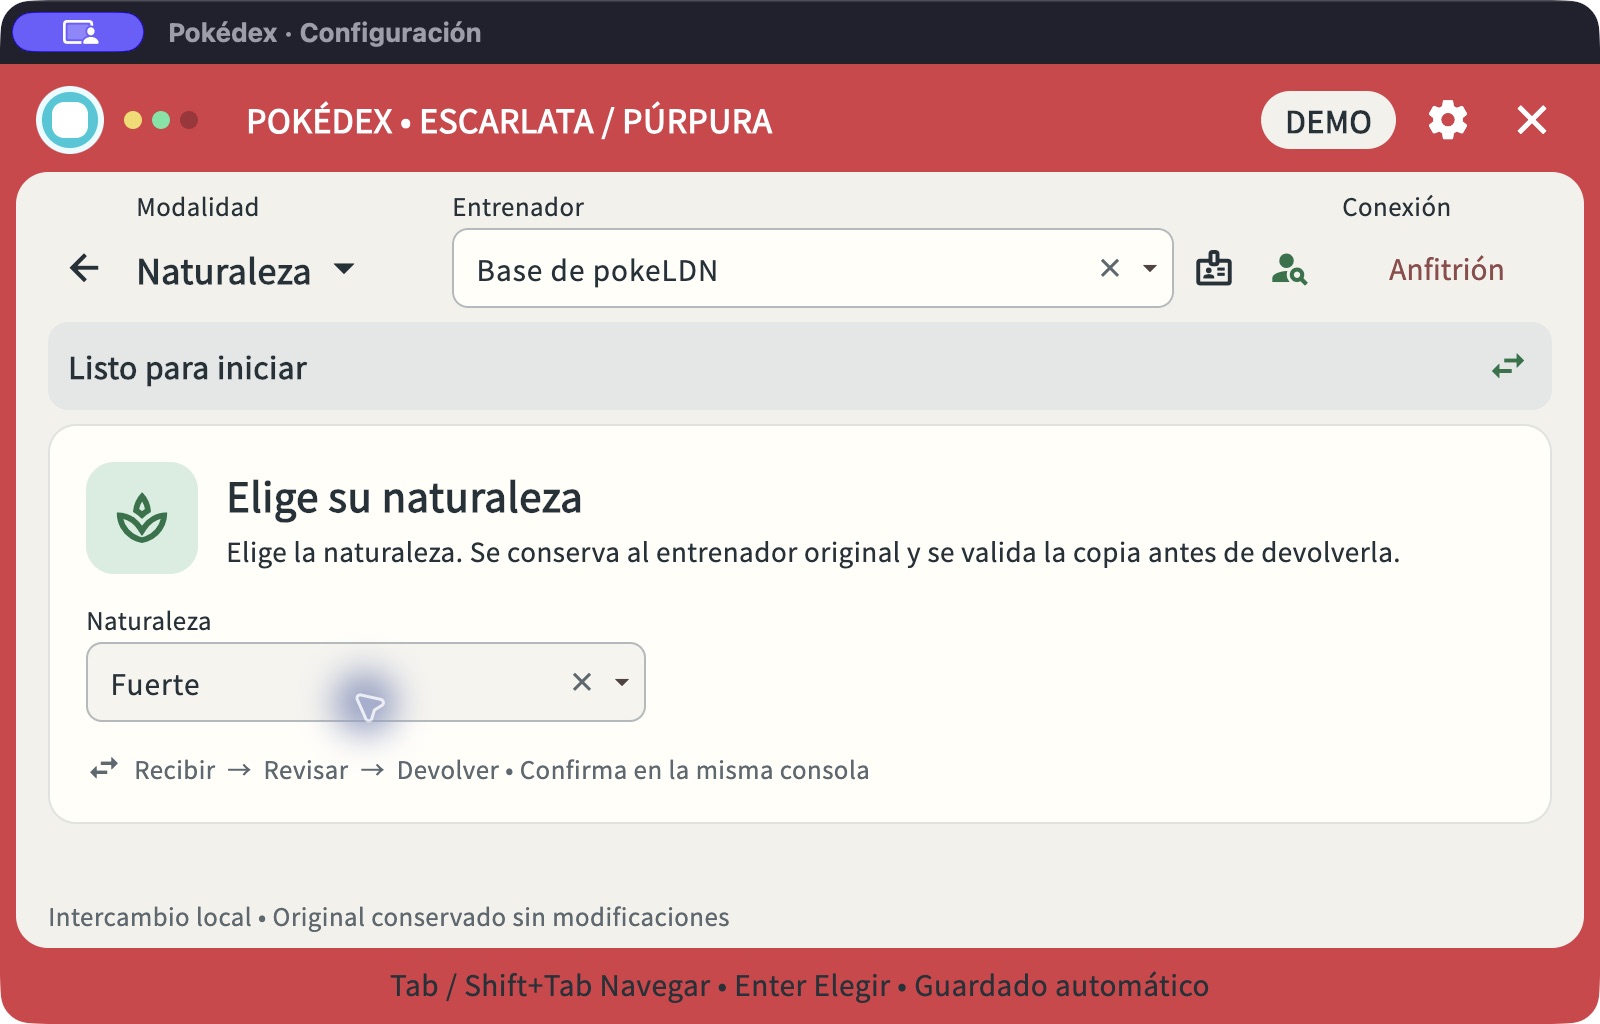 Pokédex · Configuración
POKÉDEX • ESCARLATA / PÚRPURA
DEMO
Modalidad
Entrenador
Conexión
Naturaleza
Base de pokeLDN
Anfitrión
Listo para iniciar
Elige su naturaleza
Elige la naturaleza. Se conserva al entrenador original y se valida la copia antes de devolverla.
Naturaleza
Fuerte
Recibir → Revisar → Devolver • Confirma en la misma consola
Intercambio local • Original conservado sin modificaciones
Tab / Shift+Tab Navegar • Enter Elegir • Guardado automático